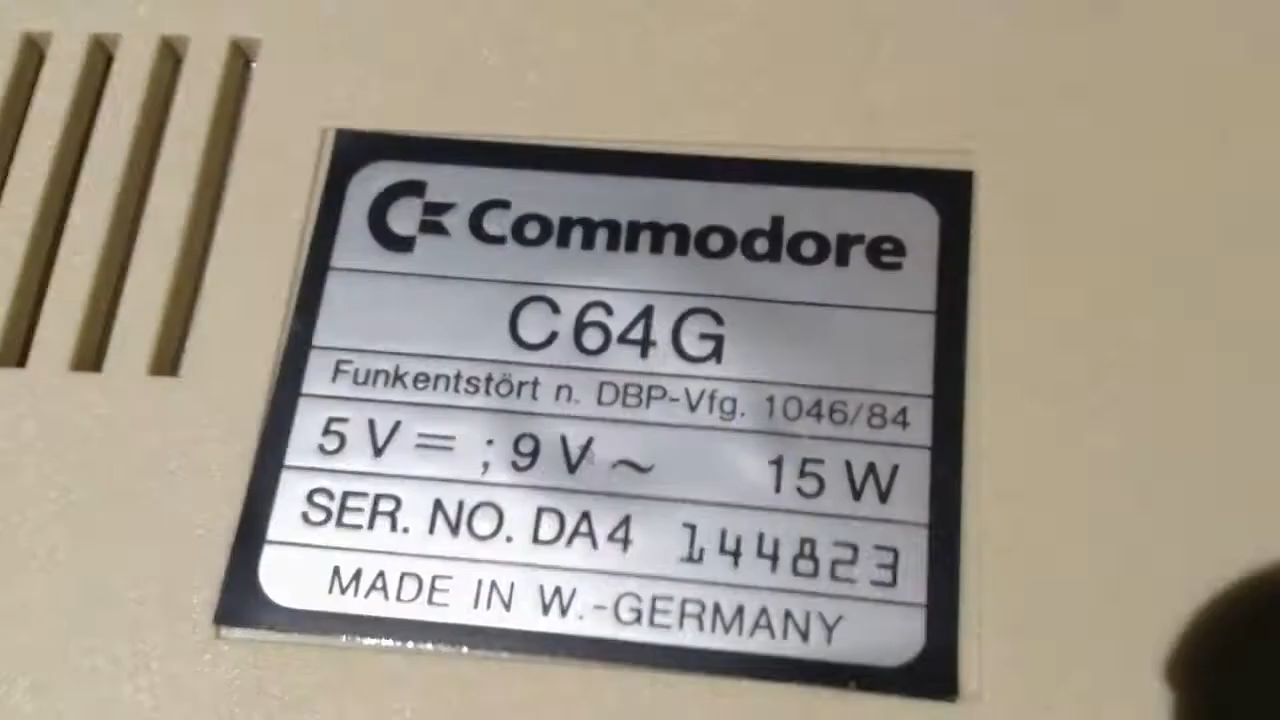 Commodore
C64G
Funkentstört n. DBP-Vfg. 1046/84
5 V = ; 9 V ~ 15 W
SER. NO. DA4 144823
MADE IN W.-GERMANY